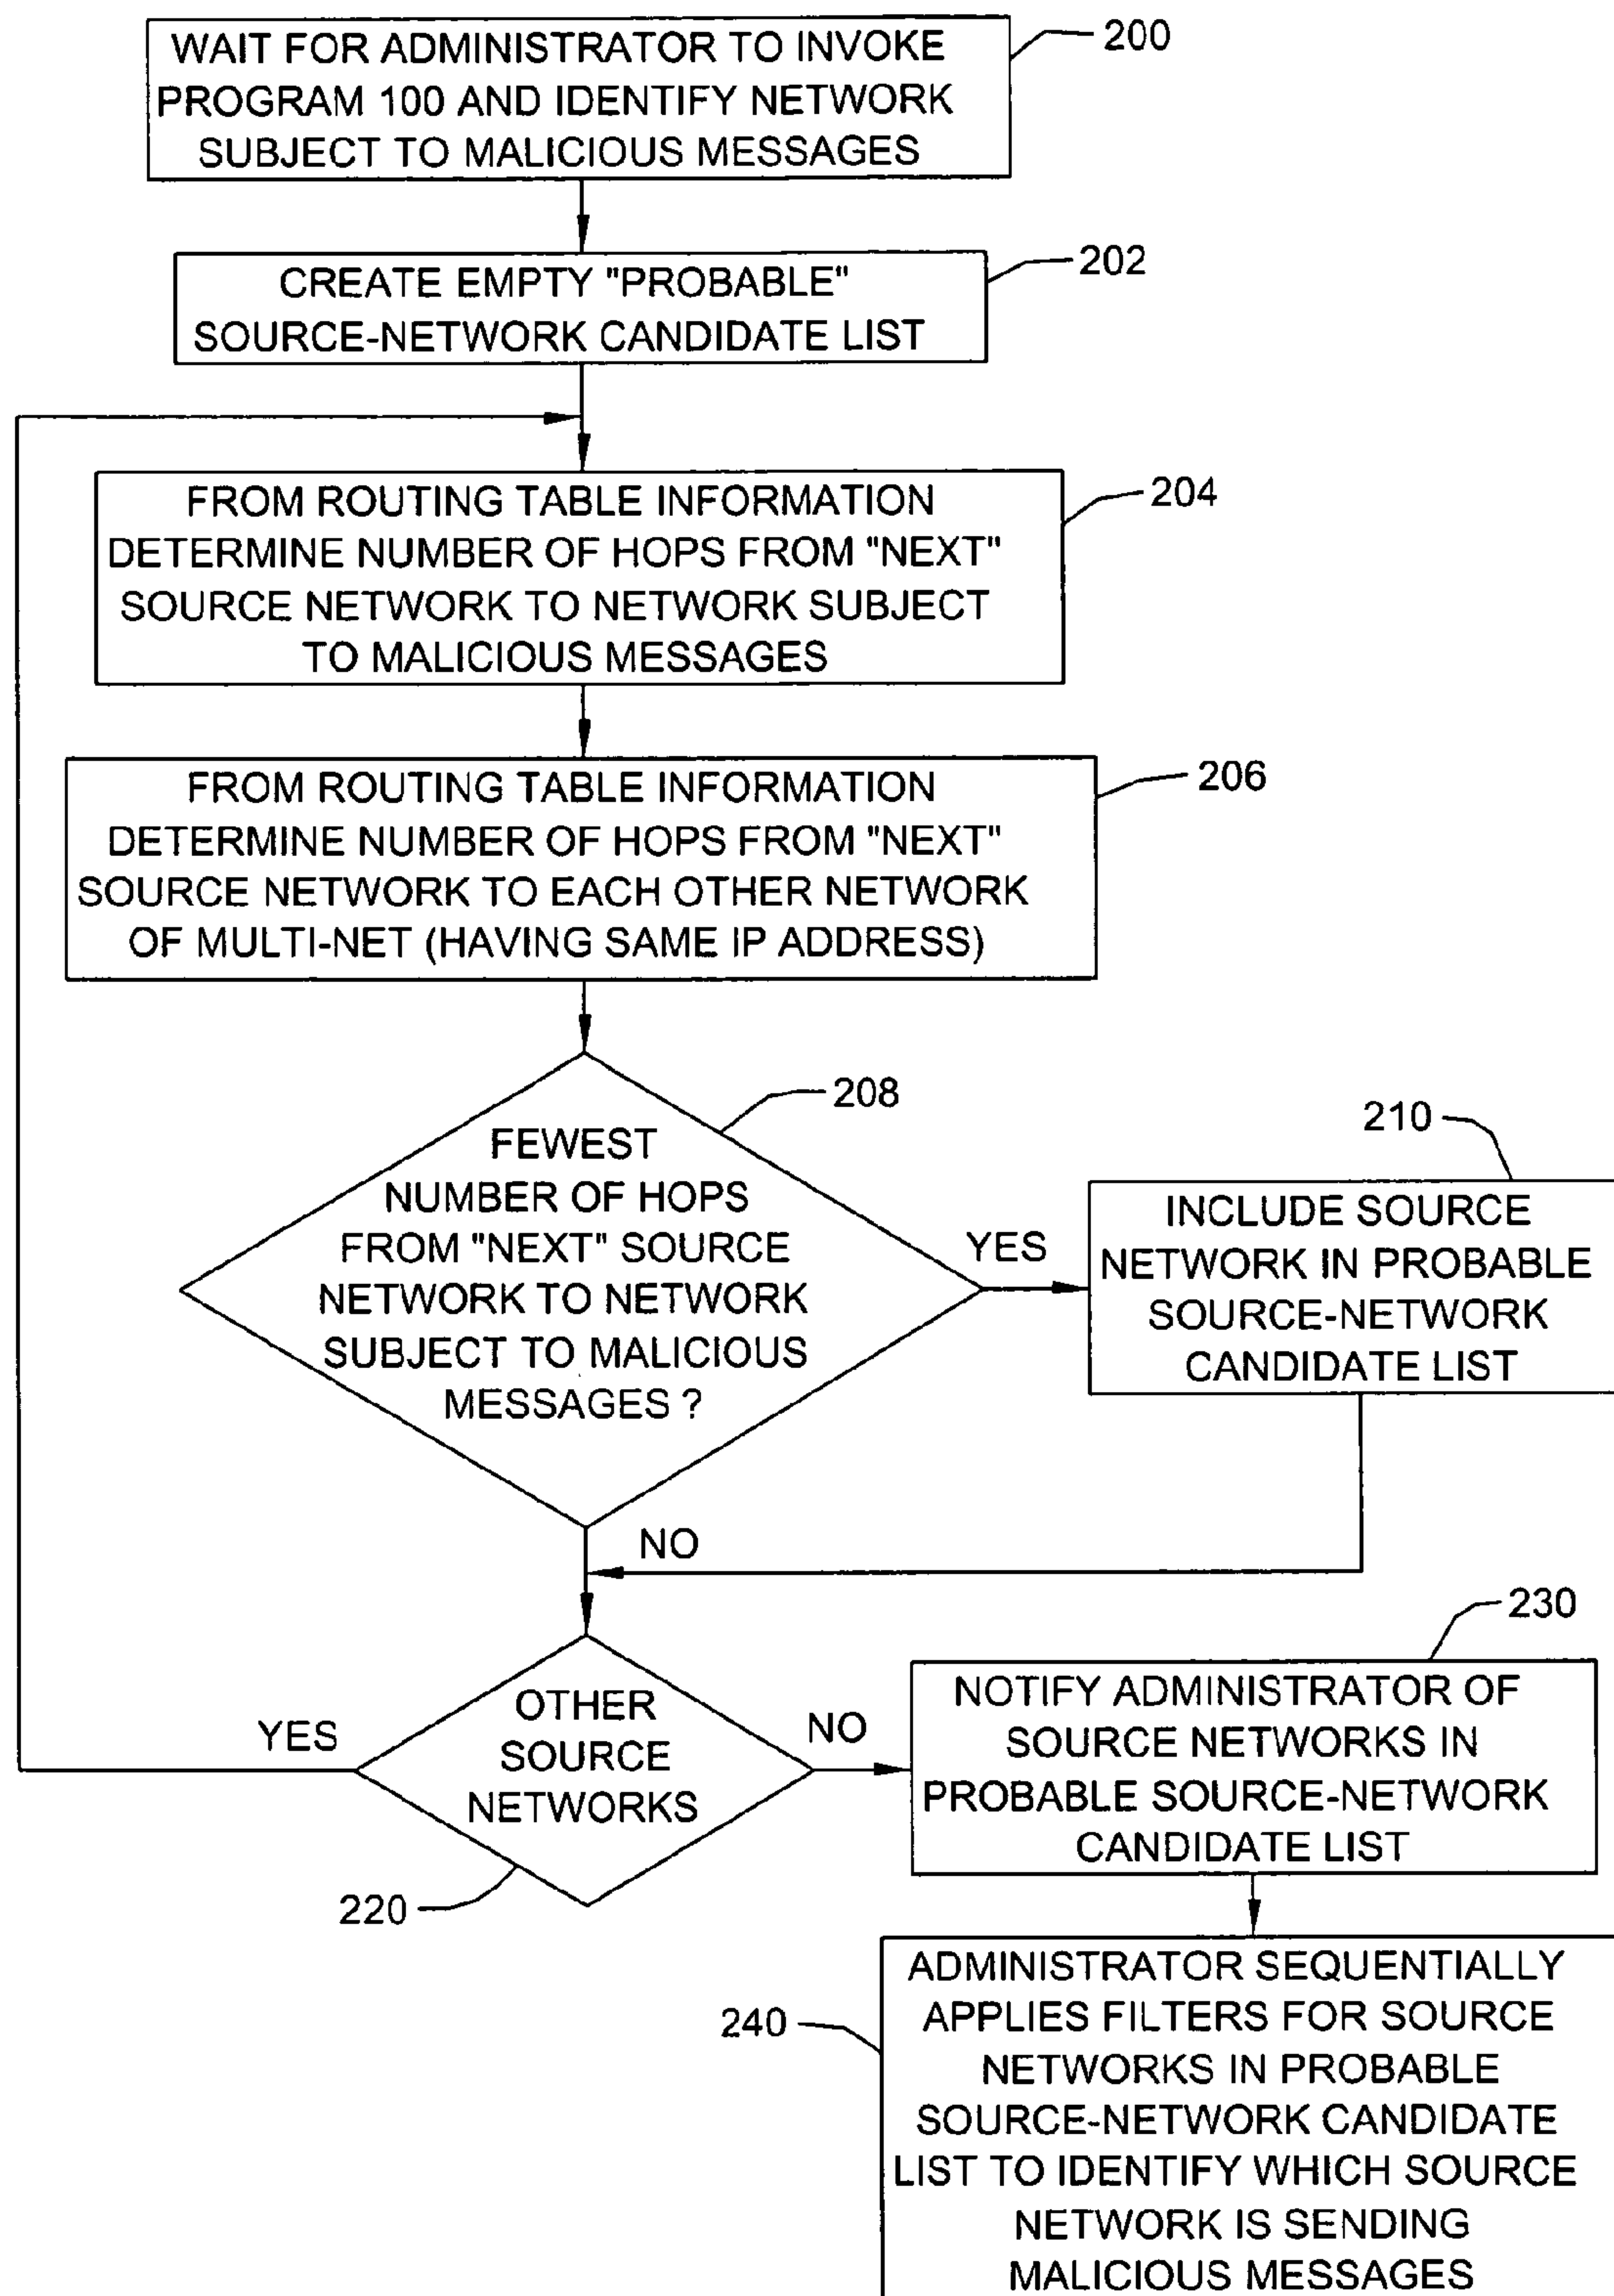 WAIT FOR ADMINISTRATOR TO INVOKE
PROGRAM 100 AND IDENTIFY NETWORK
SUBJECT TO MALICIOUS MESSAGES
200
CREATE EMPTY "PROBABLE"
SOURCE-NETWORK CANDIDATE LIST
202
FROM ROUTING TABLE INFORMATION
DETERMINE NUMBER OF HOPS FROM "NEXT"
SOURCE NETWORK TO NETWORK SUBJECT
TO MALICIOUS MESSAGES
204
FROM ROUTING TABLE INFORMATION
DETERMINE NUMBER OF HOPS FROM "NEXT"
SOURCE NETWORK TO EACH OTHER NETWORK
OF MULTI-NET (HAVING SAME IP ADDRESS)
206
FEWEST
NUMBER OF HOPS
FROM "NEXT" SOURCE
NETWORK TO NETWORK
SUBJECT TO MALICIOUS
MESSAGES ?
208
YES
210
INCLUDE SOURCE
NETWORK IN PROBABLE
SOURCE-NETWORK
CANDIDATE LIST
NO
OTHER
SOURCE
NETWORKS
220
YES
NO
230
NOTIFY ADMINISTRATOR OF
SOURCE NETWORKS IN
PROBABLE SOURCE-NETWORK
CANDIDATE LIST
240
ADMINISTRATOR SEQUENTIALLY
APPLIES FILTERS FOR SOURCE
NETWORKS IN PROBABLE
SOURCE-NETWORK CANDIDATE
LIST TO IDENTIFY WHICH SOURCE
NETWORK IS SENDING
MALICIOUS MESSAGES